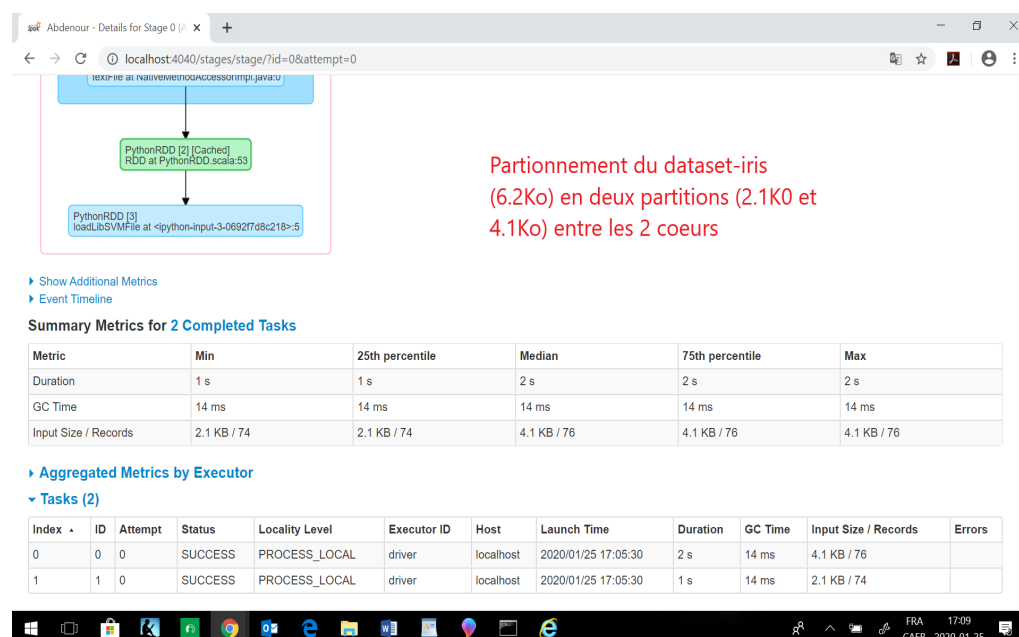 Abdenour - Details for Stage 0 (A
localhost:4040/stages/stage/?id=0&attempt=0
textFile at NativeMethodAccessorImpl.java:0
PythonRDD [2] [Cached]
RDD at PythonRDD.scala:53
PythonRDD [3]
loadLibSVMFile at <ipython-input-3-0692f7d8c218>:5
Partionnement du dataset-iris
(6.2Ko) en deux partitions (2.1K0 et
4.1Ko) entre les 2 coeurs
Show Additional Metrics
Event Timeline
Summary Metrics for 2 Completed Tasks
Metric Min 25th percentile Median 75th percentile Max
Duration 1 s 1 s 2 s 2 s 2 s
GC Time 14 ms 14 ms 14 ms 14 ms 14 ms
Input Size / Records 2.1 KB / 74 2.1 KB / 74 4.1 KB / 76 4.1 KB / 76 4.1 KB / 76
Aggregated Metrics by Executor
Tasks (2)
Index ID Attempt Status Locality Level Executor ID Host Launch Time Duration GC Time Input Size / Records Errors
0 0 0 SUCCESS PROCESS_LOCAL driver localhost 2020/01/25 17:05:30 2 s 14 ms 4.1 KB / 76
1 1 0 SUCCESS PROCESS_LOCAL driver localhost 2020/01/25 17:05:30 1 s 14 ms 2.1 KB / 74
FRA 17:09
CAFR 2020-01-25